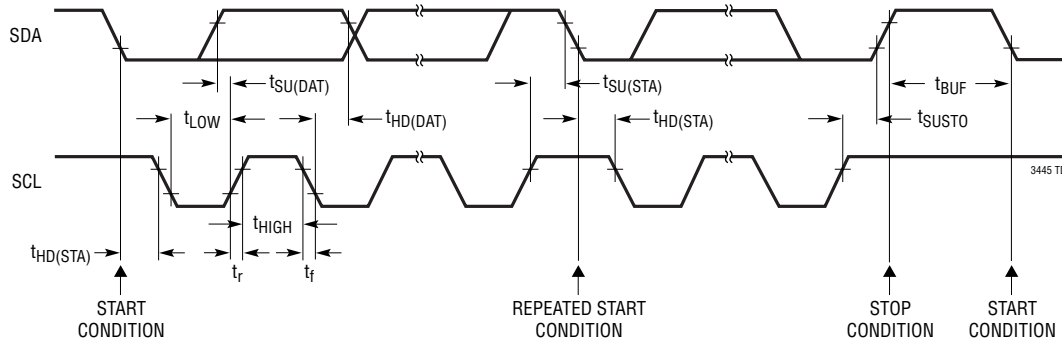 SDA
tSU(DAT)
tSU(STA)
tBUF
tLOW
tHD(DAT)
tHD(STA)
tSUSTO
SCL
3445 TD
tHIGH
tHD(STA)
tr
tf
START
CONDITION
REPEATED START
CONDITION
STOP
CONDITION
START
CONDITION